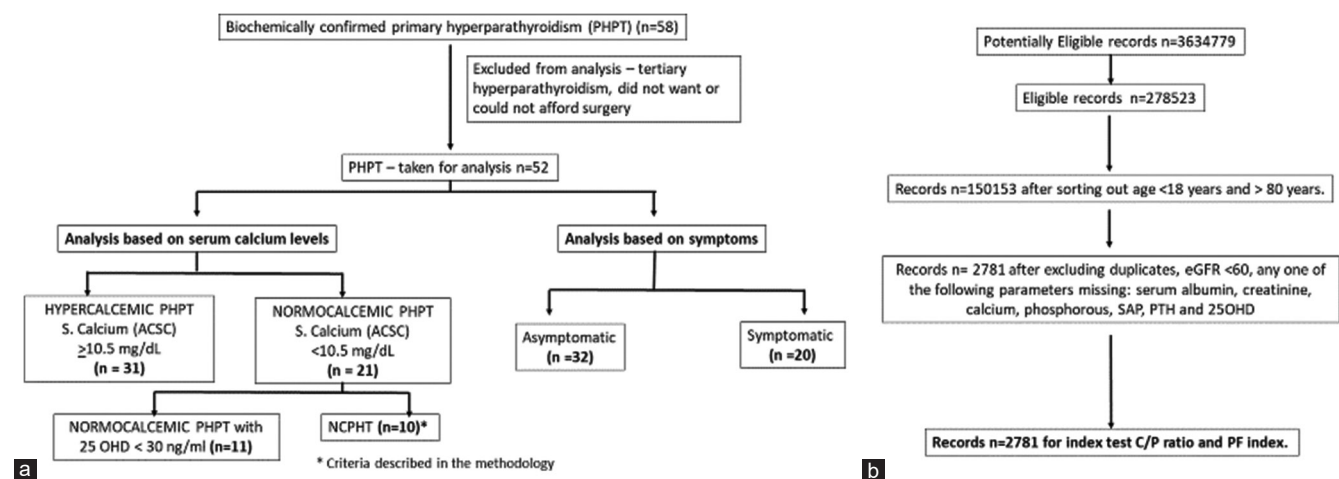 Biochemically confirmed primary hyperparathyroidism (PHPT) (n=58)
Excluded from analysis – tertiary
hyperparathyroidism, did not want or
could not afford surgery
PHPT – taken for analysis n=52
Analysis based on serum calcium levels
Analysis based on symptoms
HYPERCALCEMIC PHPT
S. Calcium (ACSC)
≥10.5 mg/dL
(n = 31)
NORMOCALCEMIC PHPT
S. Calcium (ACSC)
<10.5 mg/dL
(n = 21)
Asymptomatic
(n =32)
Symptomatic
(n =20)
NORMOCALCEMIC PHPT with
25 OHD < 30 ng/ml (n=11)
NCPHT (n=10)*
* Criteria described in the methodology
a
Potentially Eligible records n=3634779
Eligible records n=278523
Records n=150153 after sorting out age <18 years and > 80 years.
Records n= 2781 after excluding duplicates, eGFR <60, any one of
the following parameters missing: serum albumin, creatinine,
calcium, phosphorous, SAP, PTH and 25OHD
Records n=2781 for index test C/P ratio and PF index.
b